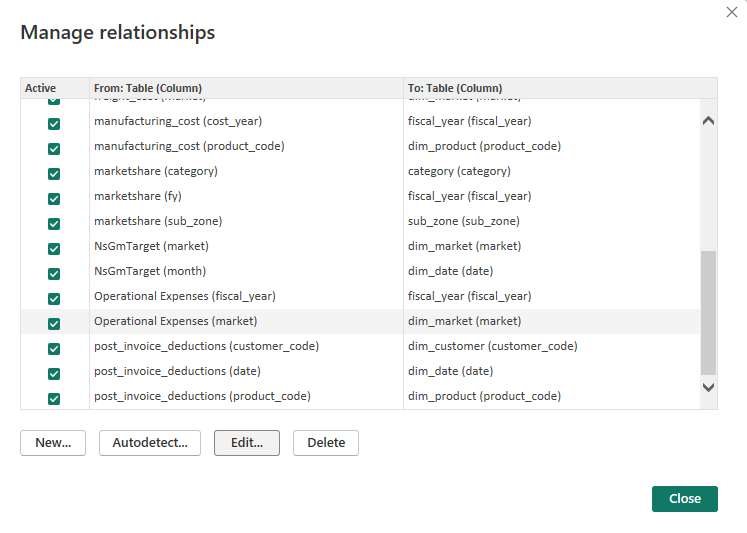 Manage relationships
Active From: Table (Column) To: Table (Column)
manufacturing_cost (cost_year) fiscal_year (fiscal_year)
manufacturing_cost (product_code) dim_product (product_code)
marketshare (category) category (category)
marketshare (fy) fiscal_year (fiscal_year)
marketshare (sub_zone) sub_zone (sub_zone)
NsGmTarget (market) dim_market (market)
NsGmTarget (month) dim_date (date)
Operational Expenses (fiscal_year) fiscal_year (fiscal_year)
Operational Expenses (market) dim_market (market)
post_invoice_deductions (customer_code) dim_customer (customer_code)
post_invoice_deductions (date) dim_date (date)
post_invoice_deductions (product_code) dim_product (product_code)
New... Autodetect... Edit... Delete
Close